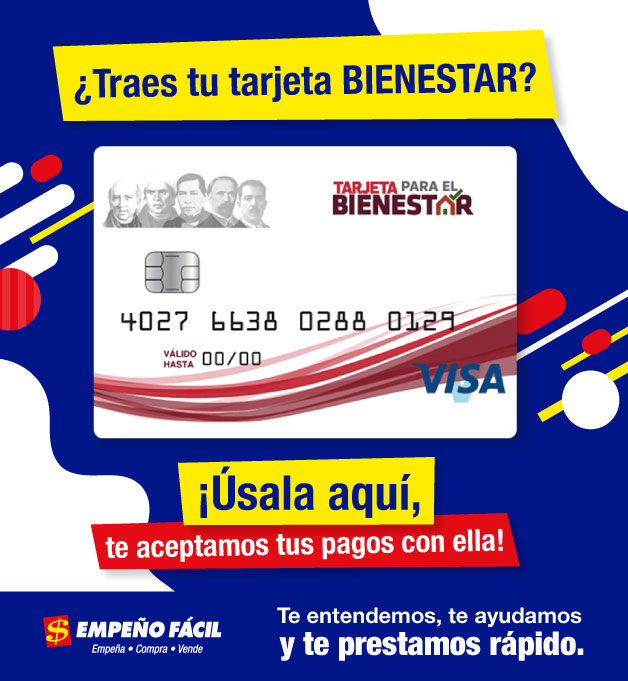 ¿Traes tu tarjeta BIENESTAR?
TARJETA PARA EL
BIENESTAR
4027 6638 0288 0129
VÁLIDO
HASTA 00/00
VISA
¡Úsala aquí,
te aceptamos tus pagos con ella!
$ EMPEÑO FÁCIL
Empeña • Compra • Vende
Te entendemos, te ayudamos
y te prestamos rápido.